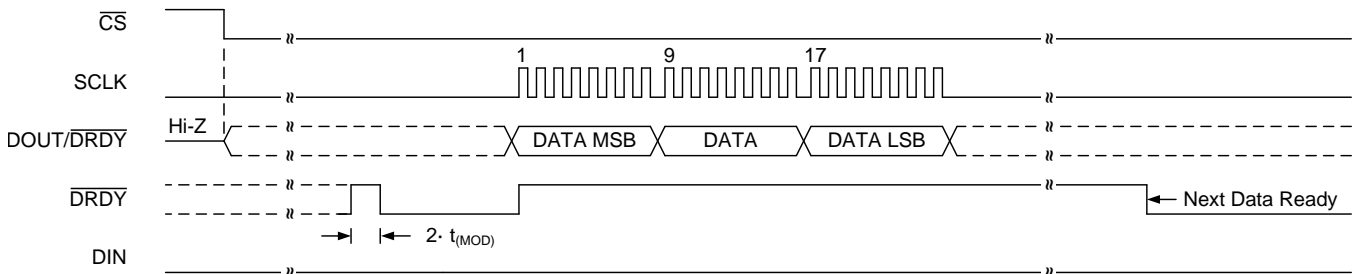 CS
1 9 17
SCLK
Hi-Z
DOUT/DRDY
DATA MSB DATA DATA LSB
DRDY
Next Data Ready
2· t(MOD)
DIN